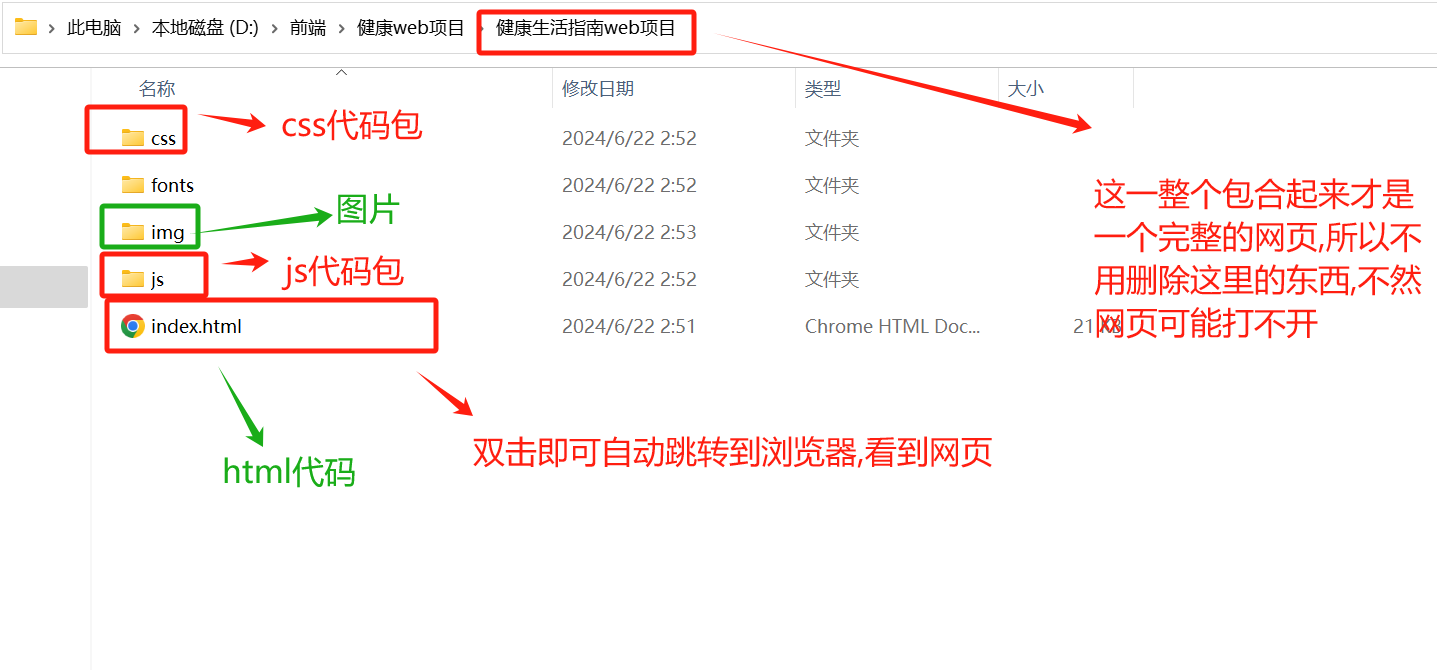 此电脑 › 本地磁盘 (D:) › 前端 › 健康web项目 › 健康生活指南web项目
名称 修改日期 类型 大小
css 2024/6/22 2:52 文件夹
css代码包
fonts 2024/6/22 2:52 文件夹
img 2024/6/22 2:53 文件夹
图片
js 2024/6/22 2:52 文件夹
js代码包
index.html 2024/6/22 2:51 Chrome HTML Doc... 21 KB
这一整个包合起来才是
一个完整的网页,所以不
用删除这里的东西,不然
网页可能打不开
双击即可自动跳转到浏览器,看到网页
html代码